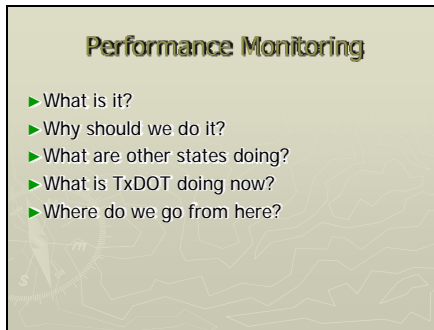 Performance Monitoring
►What is it?
►Why should we do it?
►What are other states doing?
►What is TxDOT doing now?
►Where do we go from here?
m
S